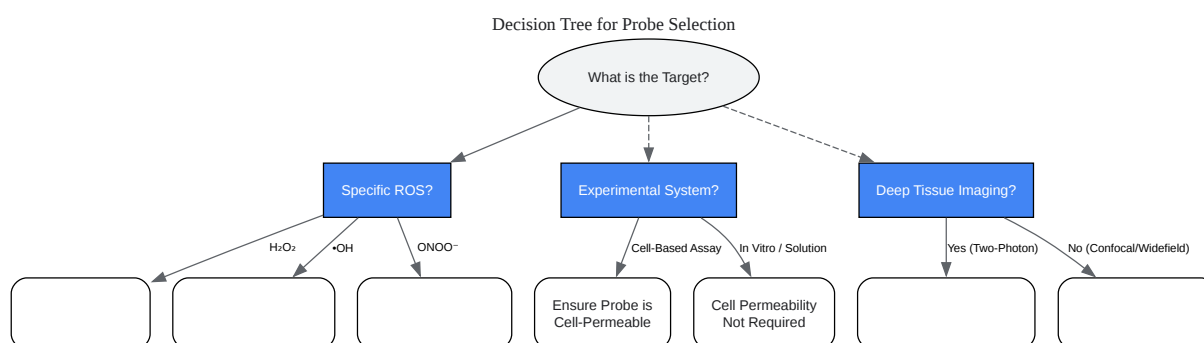 Decision Tree for Probe Selection
What is the Target?
Specific ROS?
Experimental System?
Deep Tissue Imaging?
H₂O₂
•OH
ONOO⁻
Cell-Based Assay
In Vitro / Solution
Yes (Two-Photon)
No (Confocal/Widefield)
Ensure Probe is
Cell-Permeable
Cell Permeability
Not Required